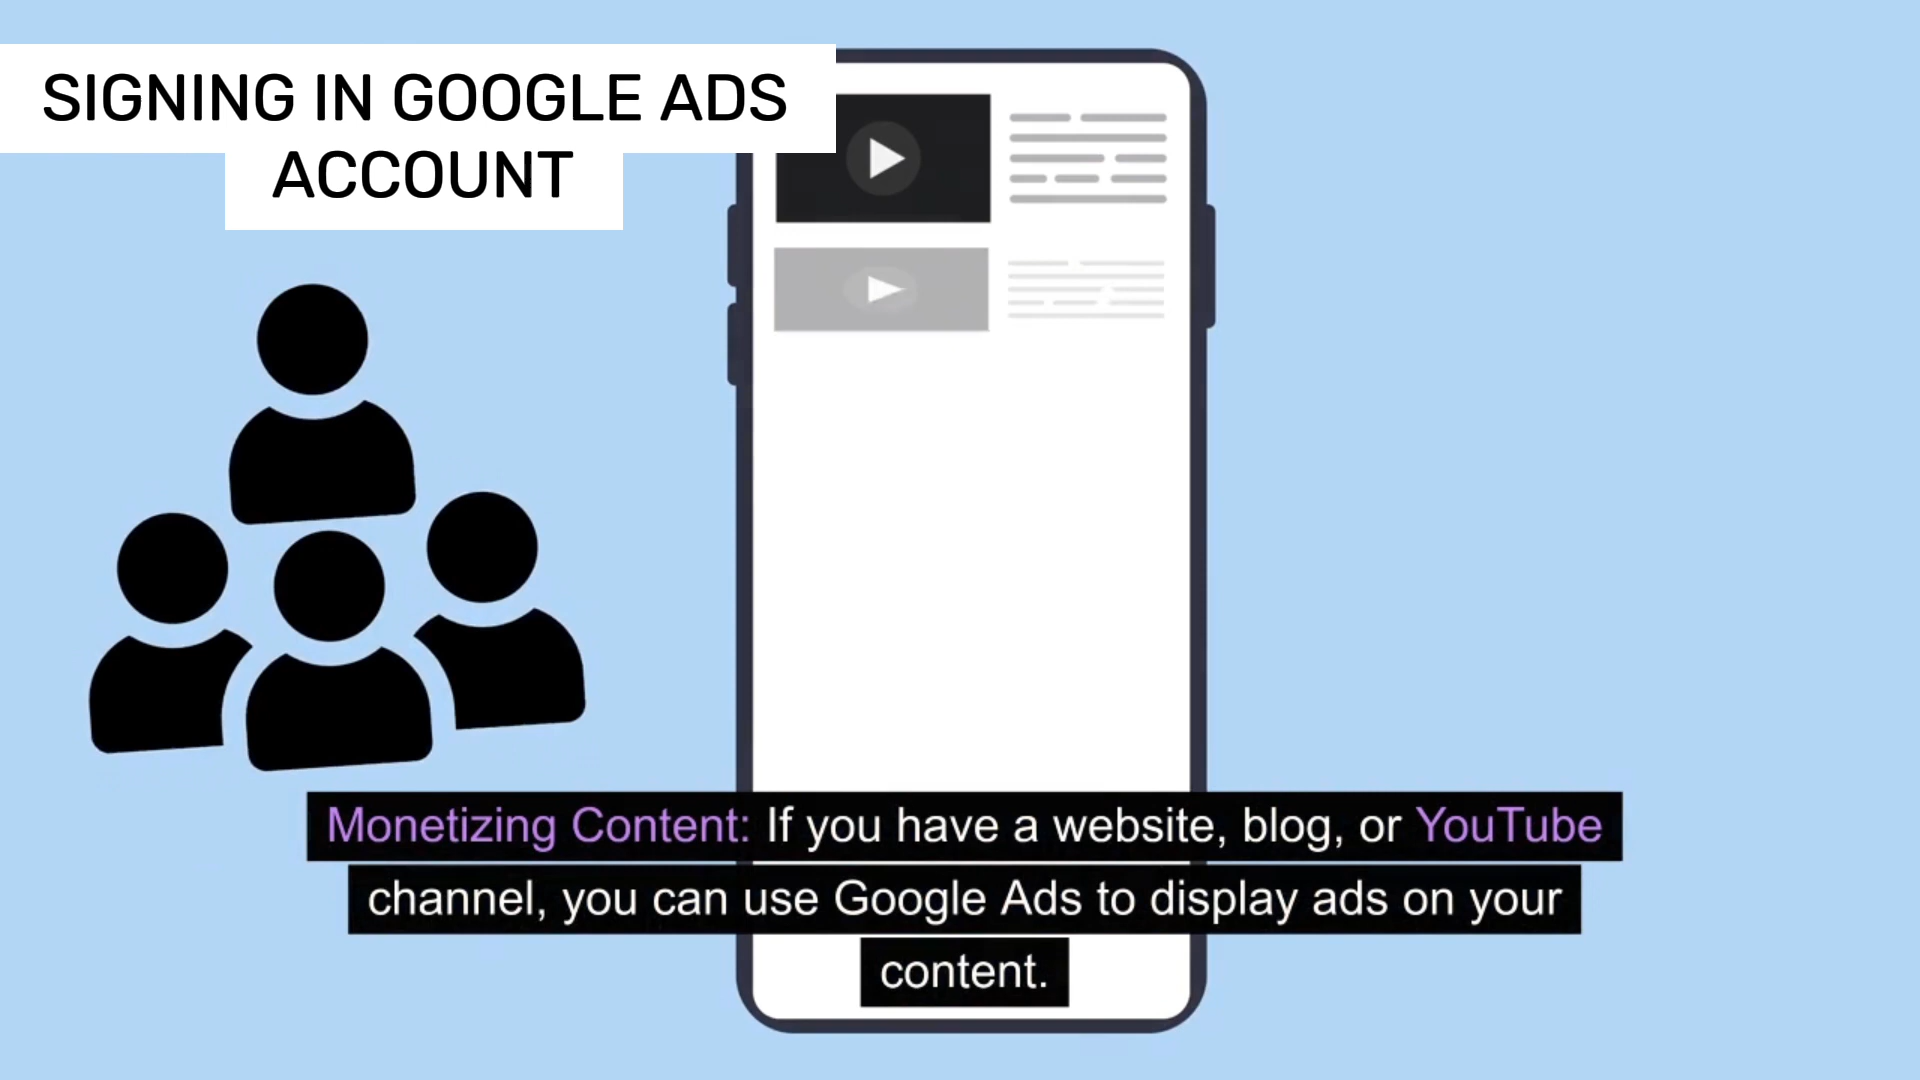 SIGNING IN GOOGLE ADS
ACCOUNT
Monetizing Content: If you have a website, blog, or YouTube
channel, you can use Google Ads to display ads on your
content.